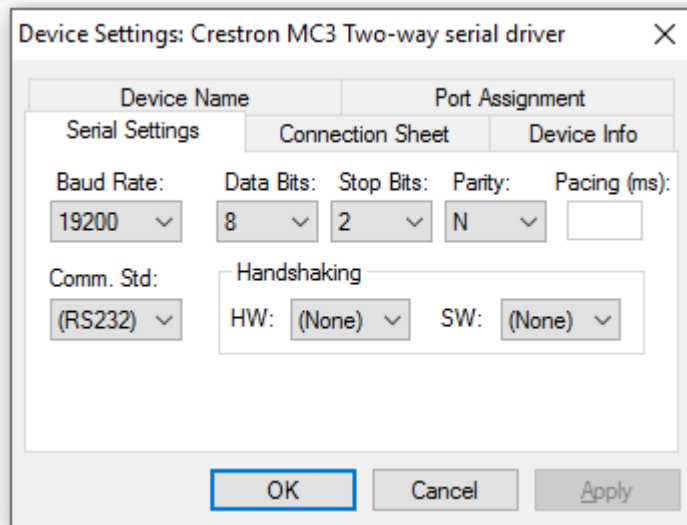 Device Settings: Crestron MC3 Two-way serial driver
Device Name Port Assignment
Serial Settings Connection Sheet Device Info
Baud Rate: Data Bits: Stop Bits: Parity: Pacing (ms):
19200 8 2 N
Comm. Std: Handshaking
(RS232) HW: (None) SW: (None)
OK Cancel Apply